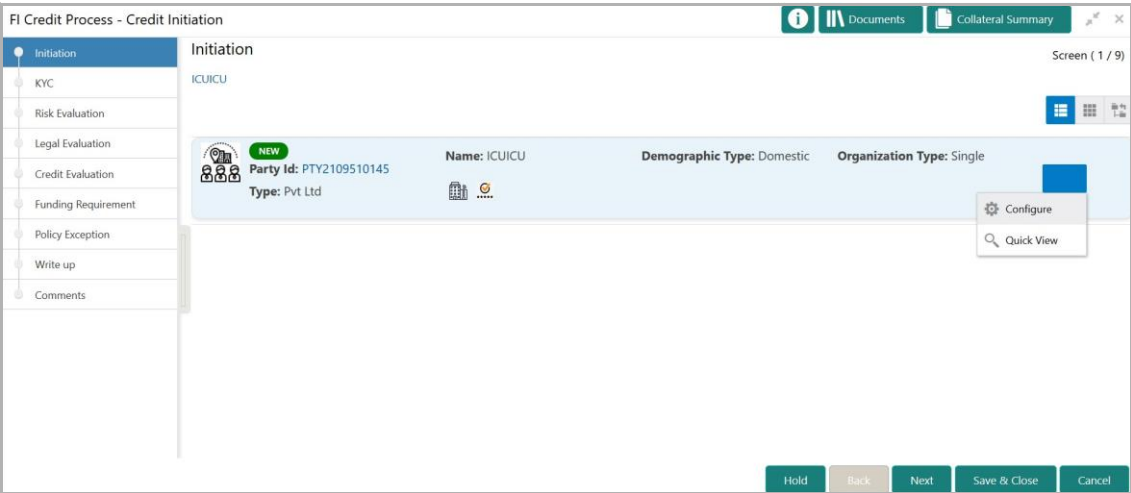 FI Credit Process - Credit Initiation
i
Documents
Collateral Summary
Initiation
KYC
Risk Evaluation
Legal Evaluation
Credit Evaluation
Funding Requirement
Policy Exception
Write up
Comments
Initiation
Screen ( 1 / 9)
ICUICU
NEW
Party Id: PTY2109510145
Type: Pvt Ltd
Name: ICUICU
Demographic Type: Domestic
Organization Type: Single
Configure
Quick View
Hold
Back
Next
Save & Close
Cancel